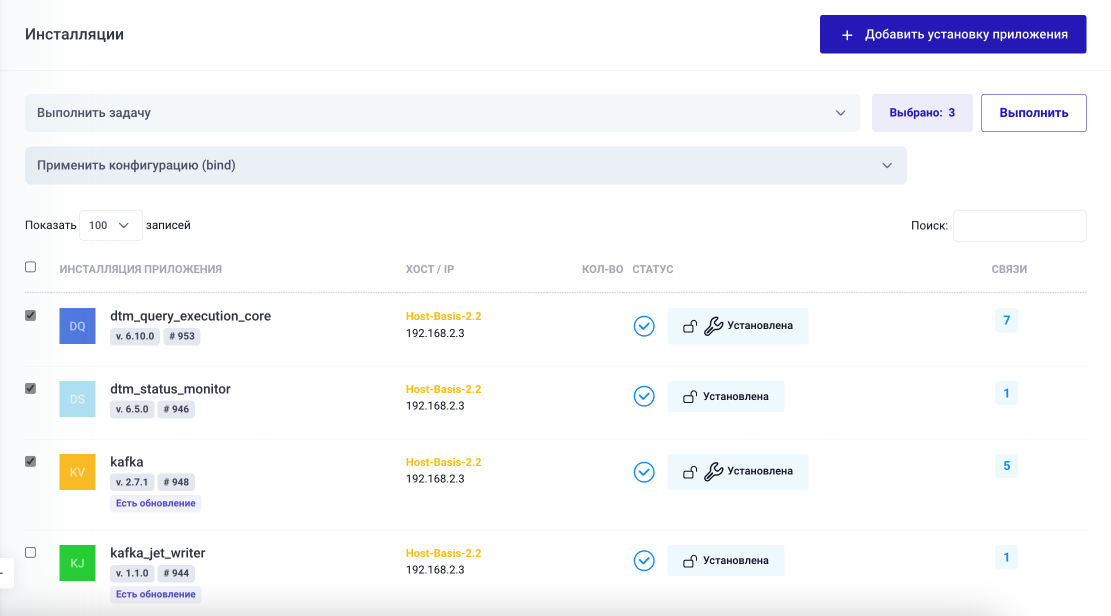 Инсталляции
+ Добавить установку приложения
Выполнить задачу
Выбрано: 3
Выполнить
Применить конфигурацию (bind)
Показать 100 записей
Поиск:
ИНСТАЛЛЯЦИЯ ПРИЛОЖЕНИЯ ХОСТ / IP КОЛ-ВО СТАТУС СВЯЗИ
DQ
dtm_query_execution_core
v. 6.10.0 # 953
Host-Basis-2.2
192.168.2.3
Установлена
7
DS
dtm_status_monitor
v. 6.5.0 # 946
Host-Basis-2.2
192.168.2.3
Установлена
1
KV
kafka
v. 2.7.1 # 948
Есть обновление
Host-Basis-2.2
192.168.2.3
Установлена
5
KJ
kafka_jet_writer
v. 1.1.0 # 944
Есть обновление
Host-Basis-2.2
192.168.2.3
Установлена
1